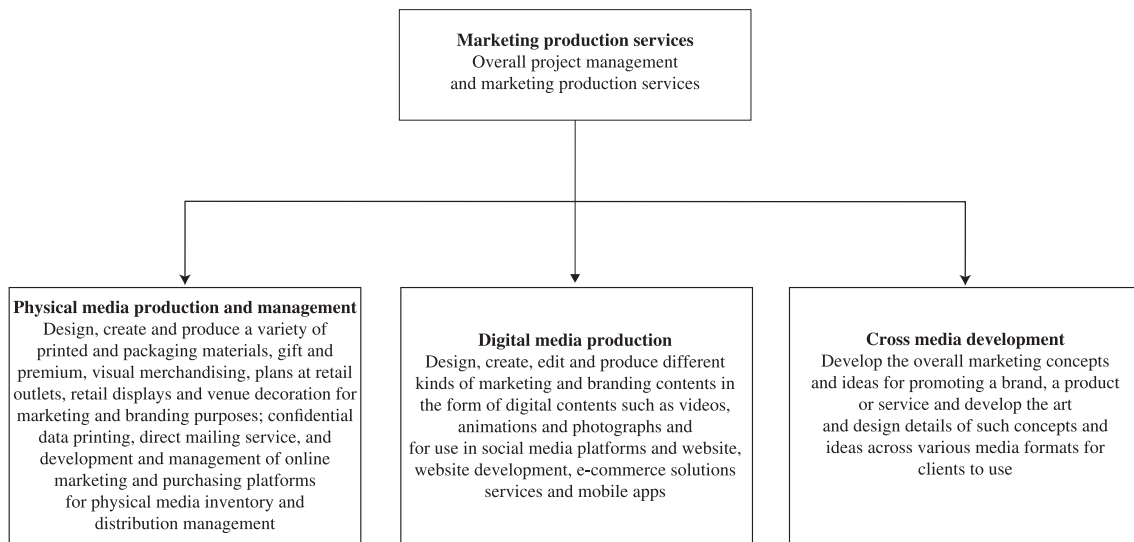 Marketing production services
Overall project management
and marketing production services
Physical media production and management
Design, create and produce a variety of
printed and packaging materials, gift and
premium, visual merchandising, plans at retail
outlets, retail displays and venue decoration for
marketing and branding purposes; confidential
data printing, direct mailing service, and
development and management of online
marketing and purchasing platforms
for physical media inventory and
distribution management
Digital media production
Design, create, edit and produce different
kinds of marketing and branding contents in
the form of digital contents such as videos,
animations and photographs and
for use in social media platforms and website,
website development, e-commerce solutions
services and mobile apps
Cross media development
Develop the overall marketing concepts
and ideas for promoting a brand, a product
or service and develop the art
and design details of such concepts and
ideas across various media formats for
clients to use